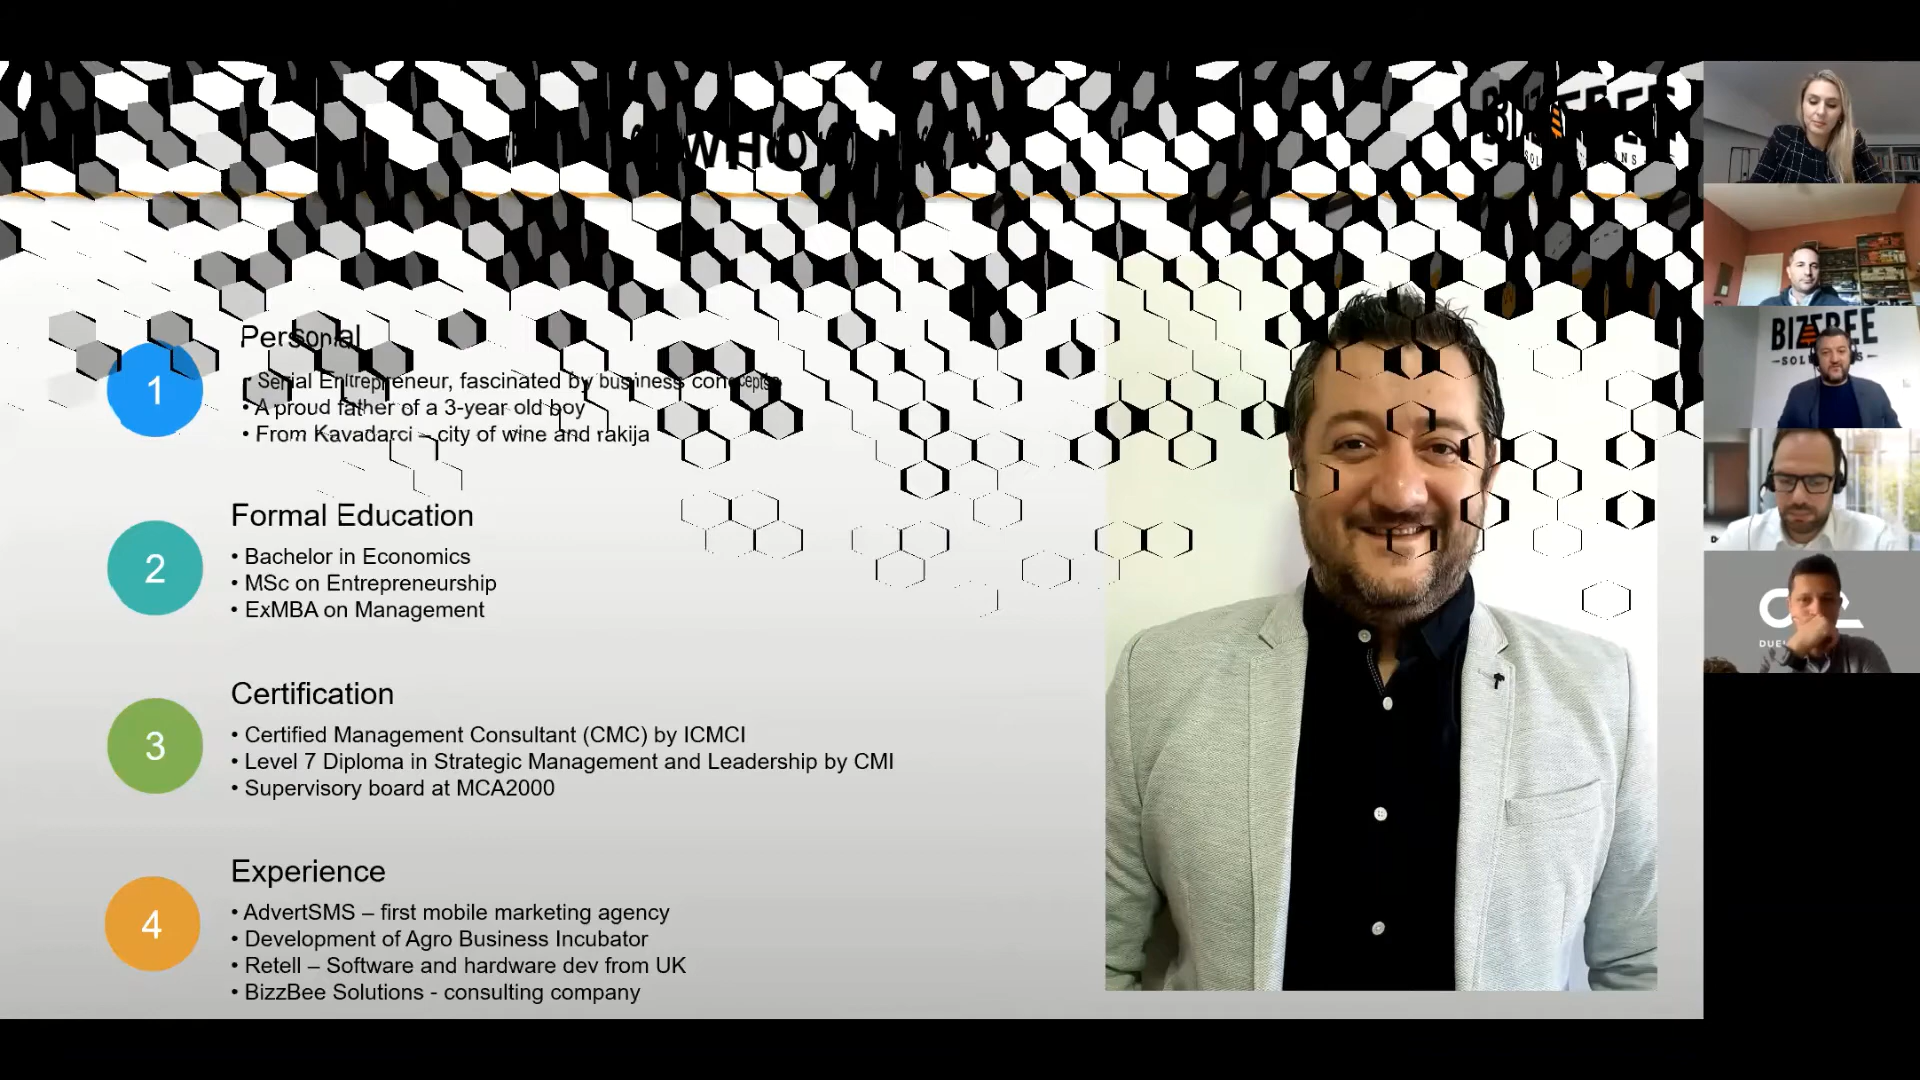 WHO
BIZZBEE
SOLUTIONS
1
Personal
• Serial Entrepreneur, fascinated by business concepts
• A proud father of a 3-year old boy
• From Kavadarci – city of wine and rakija
2
Formal Education
• Bachelor in Economics
• MSc on Entrepreneurship
• ExMBA on Management
3
Certification
• Certified Management Consultant (CMC) by ICMCI
• Level 7 Diploma in Strategic Management and Leadership by CMI
• Supervisory board at MCA2000
4
Experience
• AdvertSMS – first mobile marketing agency
• Development of Agro Business Incubator
• Retell – Software and hardware dev from UK
• BizzBee Solutions - consulting company